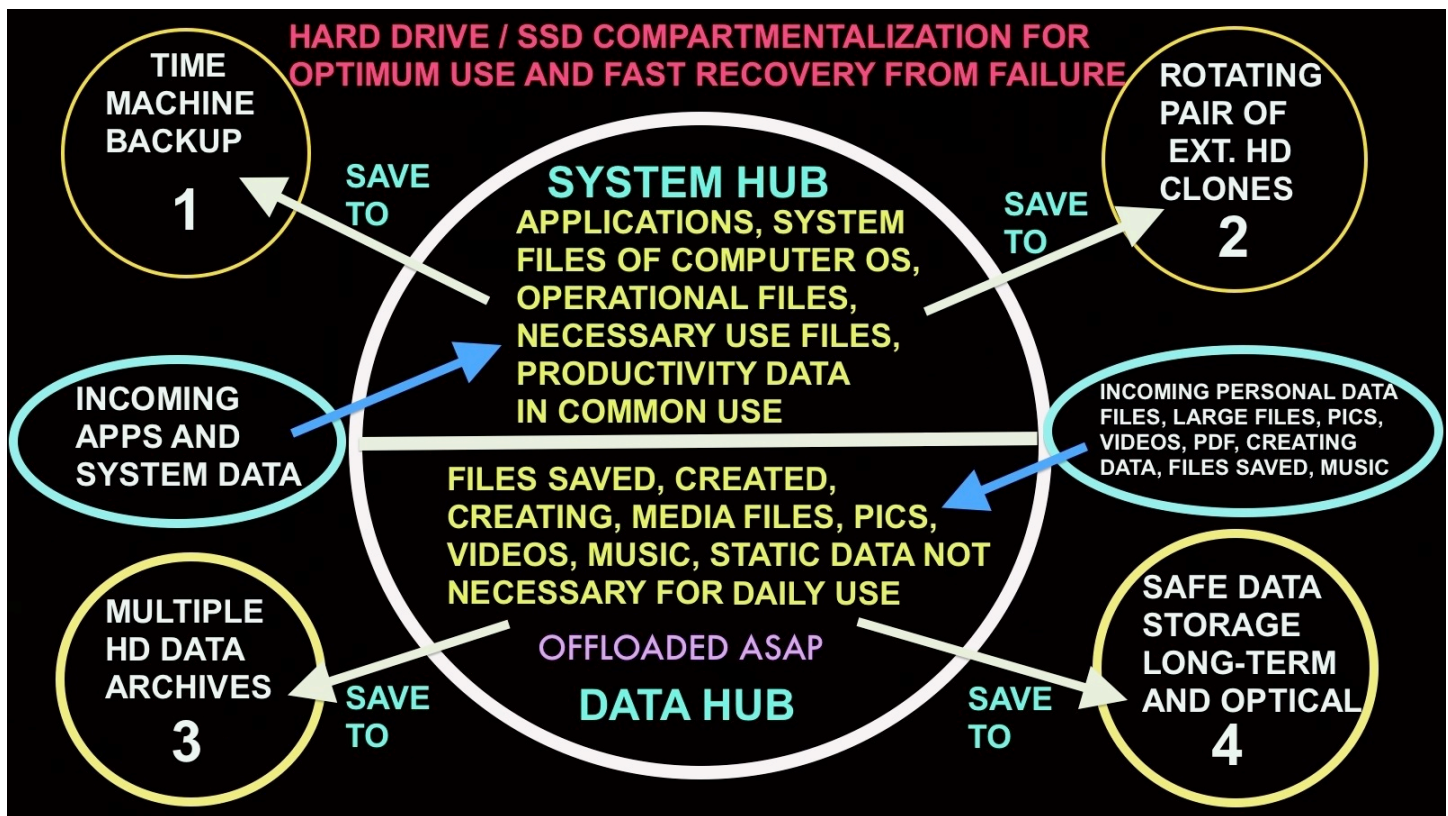 HARD DRIVE / SSD COMPARTMENTALIZATION FOR
OPTIMUM USE AND FAST RECOVERY FROM FAILURE
TIME
MACHINE
BACKUP
1
SAVE
TO
ROTATING
PAIR OF
EXT. HD
CLONES
2
SAVE
TO
SYSTEM HUB
APPLICATIONS, SYSTEM
FILES OF COMPUTER OS,
OPERATIONAL FILES,
NECESSARY USE FILES,
PRODUCTIVITY DATA
IN COMMON USE
INCOMING
APPS AND
SYSTEM DATA
INCOMING PERSONAL DATA
FILES, LARGE FILES, PICS,
VIDEOS, PDF, CREATING
DATA, FILES SAVED, MUSIC
FILES SAVED, CREATED,
CREATING, MEDIA FILES, PICS,
VIDEOS, MUSIC, STATIC DATA NOT
NECESSARY FOR DAILY USE
OFFLOADED ASAP
DATA HUB
MULTIPLE
HD DATA
ARCHIVES
3
SAVE
TO
SAFE DATA
STORAGE
LONG-TERM
AND OPTICAL
4
SAVE
TO